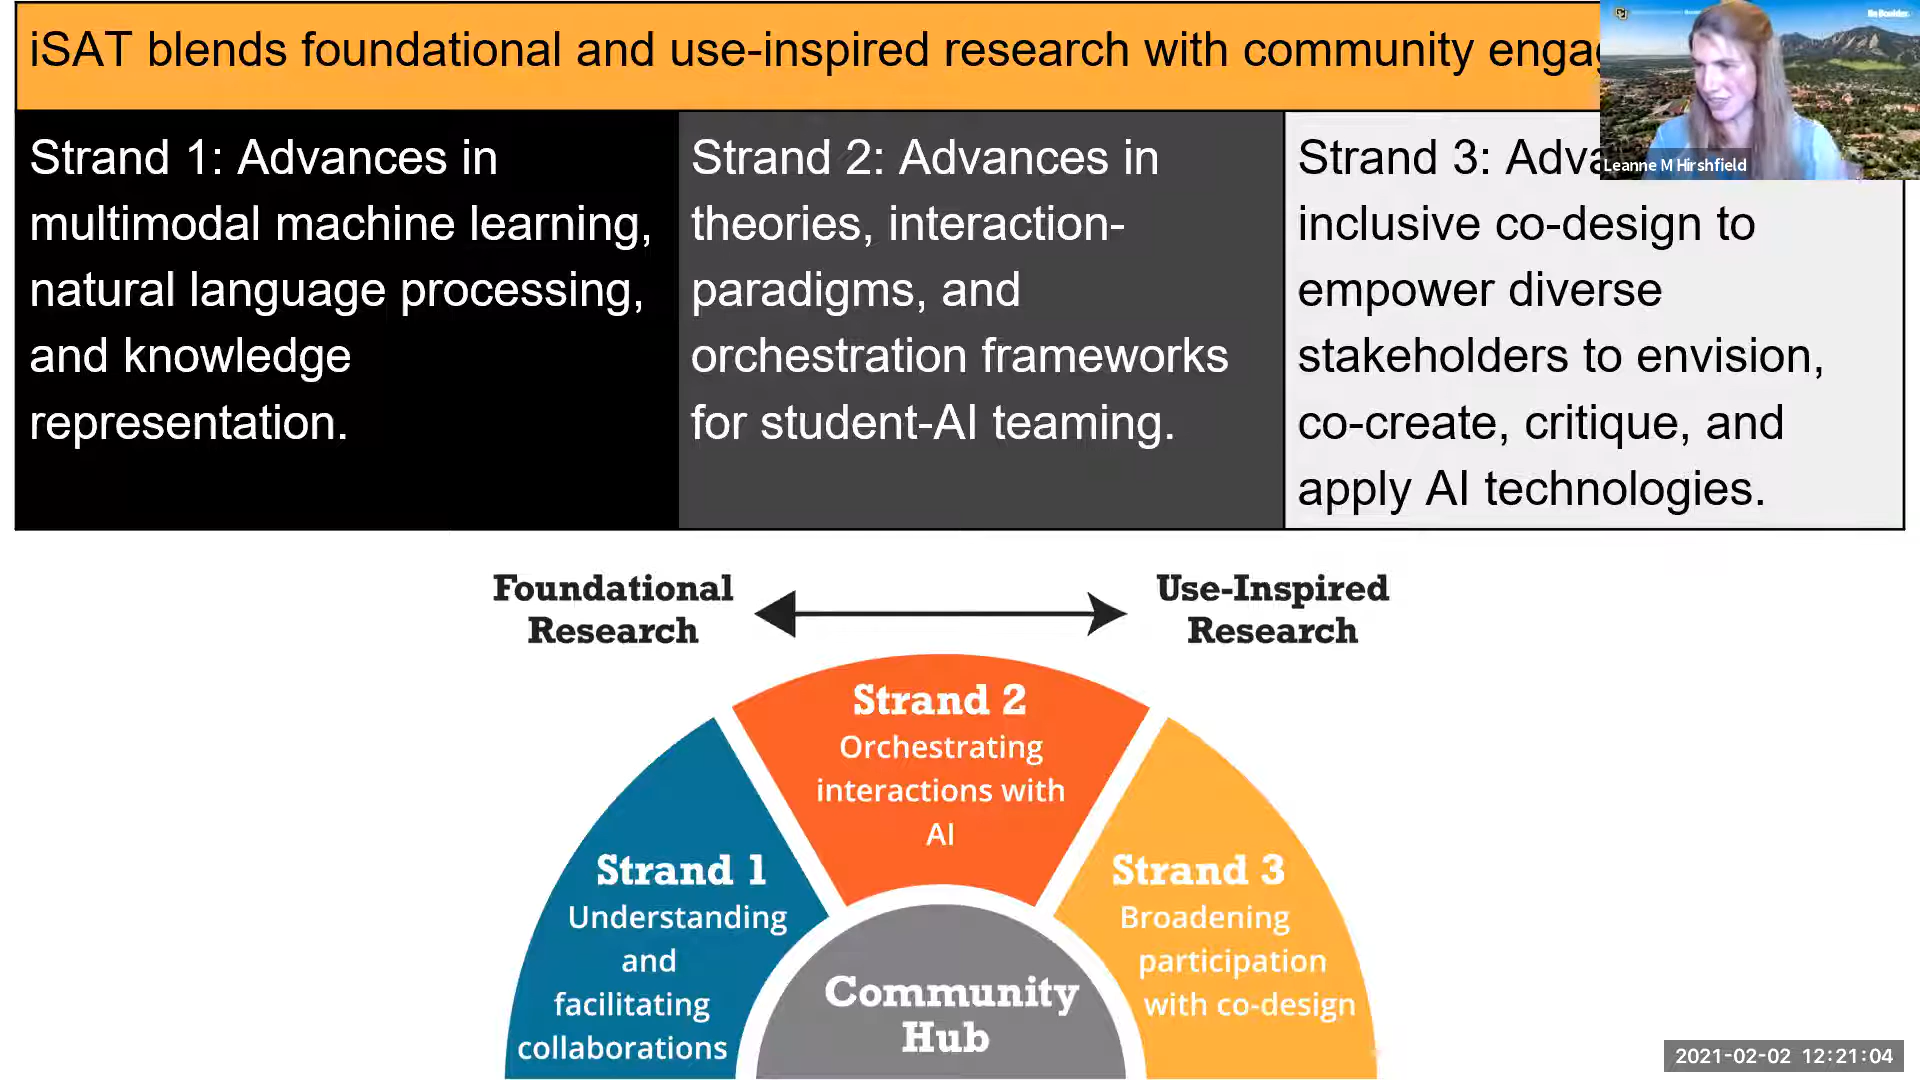 iSAT blends foundational and use-inspired research with community
Strand 1: Advances in
multimodal machine learning,
natural language processing,
and knowledge
representation.
Strand 2: Advances in
theories, interaction-
paradigms, and
orchestration frameworks
for student-AI teaming.
Strand 3:
inclusive co-design to
empower diverse
stakeholders to envision,
co-create, critique, and
apply AI technologies.
Be Boulder.
Leanne M Hirshfield
Foundational
Research
Use-Inspired
Research
Strand 2
Orchestrating
interactions with
AI
Strand 1
Understanding
and
facilitating
collaborations
Strand 3
Broadening
participation
with co-design
Community
Hub
2021-02-02 12:21:04